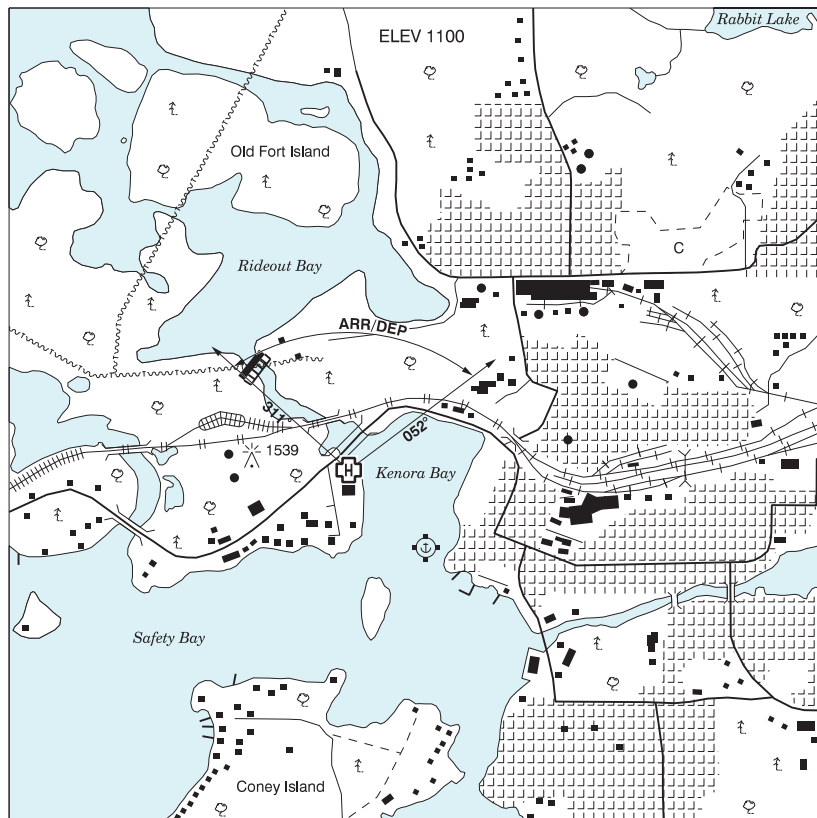 Rabbit Lake
ELEV 1100
Old Fort Island
C
Rideout Bay
ARR/DEP
311°
052°
1539
H
Kenora Bay
Safety Bay
Coney Island